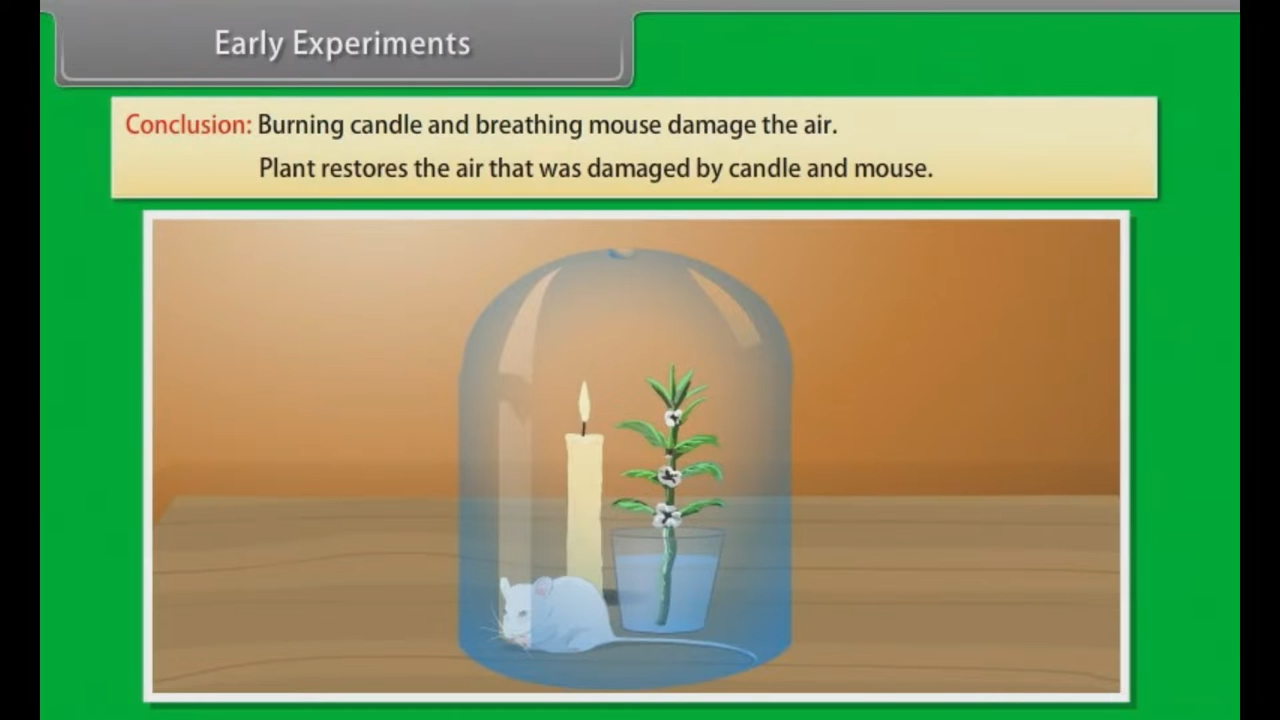 Early Experiments
Conclusion: Burning candle and breathing mouse damage the air.
Plant restores the air that was damaged by candle and mouse.